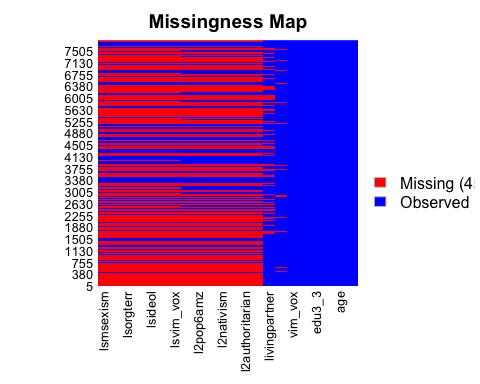 Missingness Map
7505
7130
6755
6380
6005
5630
5255
4880
4505
4130
3755
3380
3005
2630
2255
1880
1505
1130
755
380
5
Missing (4
Observed
lsmsexism
lsorgterr
lsideol
lsvim_vox
l2pop6amz
l2nativism
l2authoritarian
livingpartner
vim_vox
edu3_3
age